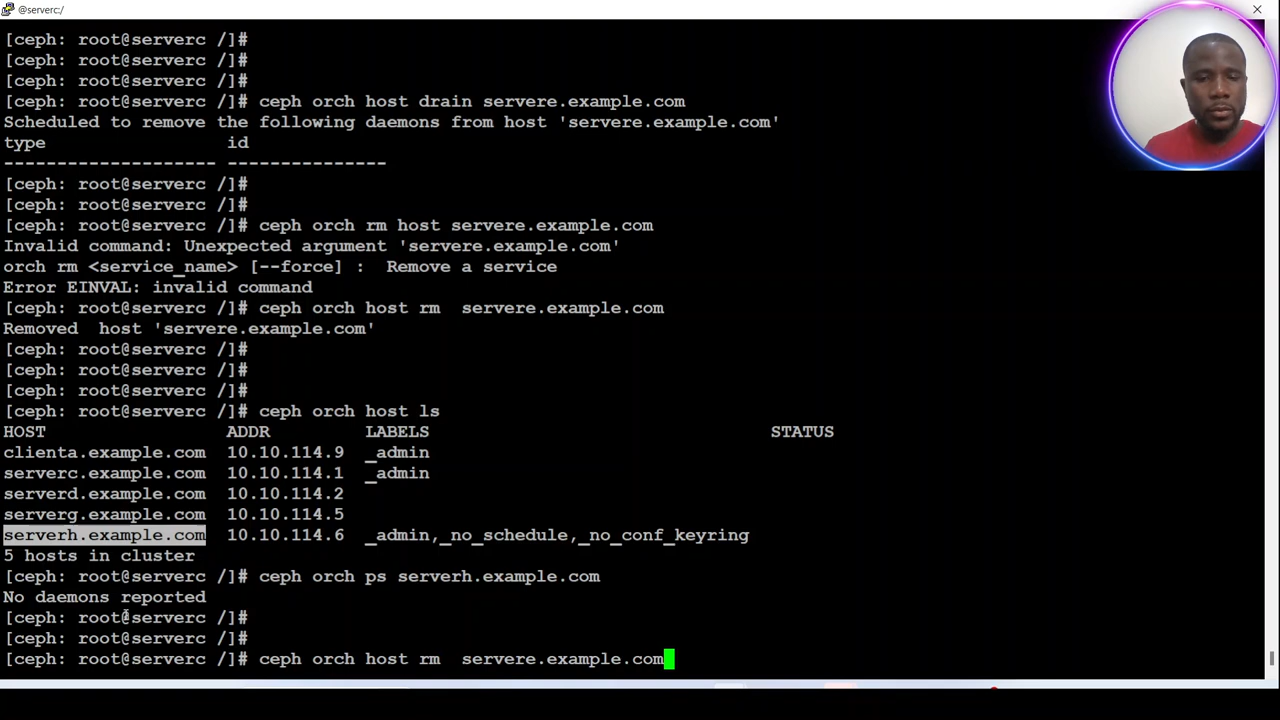 @serverc:/
[ceph: root@serverc /]#
[ceph: root@serverc /]#
[ceph: root@serverc /]#
[ceph: root@serverc /]# ceph orch host drain servere.example.com
Scheduled to remove the following daemons from host 'servere.example.com'
type                 id
-------------------- ---------------
[ceph: root@serverc /]#
[ceph: root@serverc /]#
[ceph: root@serverc /]# ceph orch rm host servere.example.com
Invalid command: Unexpected argument 'servere.example.com'
orch rm <service_name> [--force] :  Remove a service
Error EINVAL: invalid command
[ceph: root@serverc /]# ceph orch host rm  servere.example.com
Removed  host 'servere.example.com'
[ceph: root@serverc /]#
[ceph: root@serverc /]#
[ceph: root@serverc /]#
[ceph: root@serverc /]# ceph orch host ls
HOST                 ADDR         LABELS                                STATUS
clienta.example.com  10.10.114.9  _admin
serverc.example.com  10.10.114.1  _admin
serverd.example.com  10.10.114.2
serverg.example.com  10.10.114.5
serverh.example.com  10.10.114.6  _admin,_no_schedule,_no_conf_keyring
5 hosts in cluster
[ceph: root@serverc /]# ceph orch ps serverh.example.com
No daemons reported
[ceph: root@serverc /]#
[ceph: root@serverc /]#
[ceph: root@serverc /]# ceph orch host rm  servere.example.com